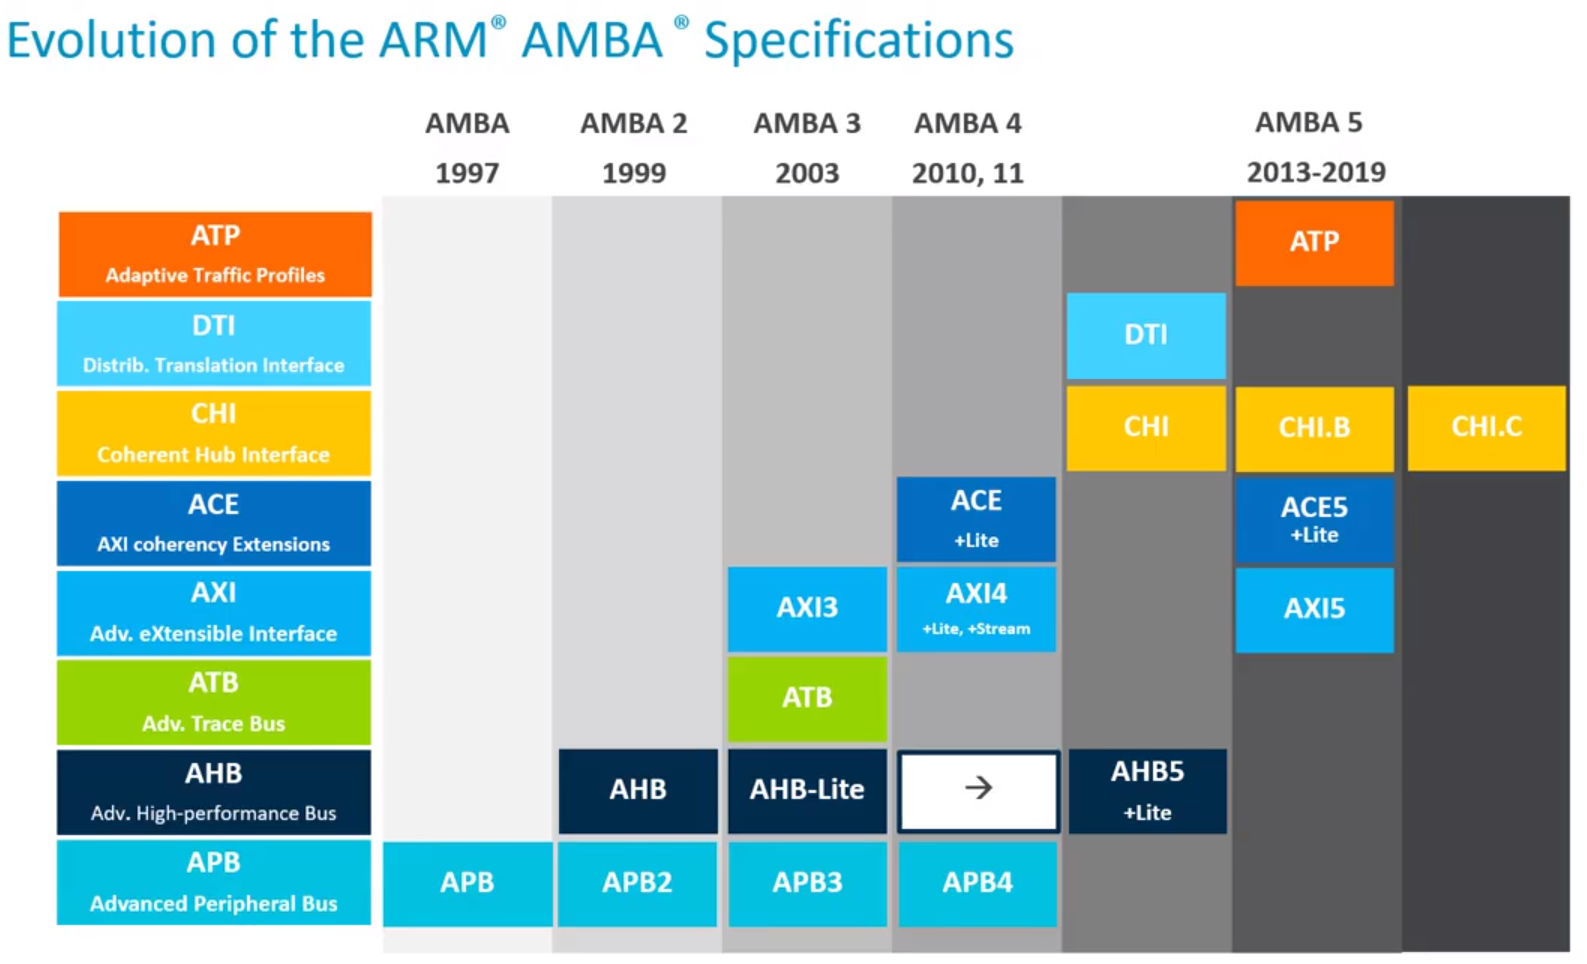 Evolution of the ARM® AMBA® Specifications
AMBA AMBA 2 AMBA 3 AMBA 4 AMBA 5
1997 1999 2003 2010, 11 2013-2019
ATP
Adaptive Traffic Profiles
ATP
DTI
Distrib. Translation Interface
DTI
CHI
Coherent Hub Interface
CHI CHI.B CHI.C
ACE
AXI coherency Extensions
ACE
+Lite
ACE5
+Lite
AXI
Adv. eXtensible Interface
AXI3
AXI4
+Lite, +Stream
AXI5
ATB
Adv. Trace Bus
ATB
AHB
Adv. High-performance Bus
AHB AHB-Lite →
AHB5
+Lite
APB
Advanced Peripheral Bus
APB APB2 APB3 APB4